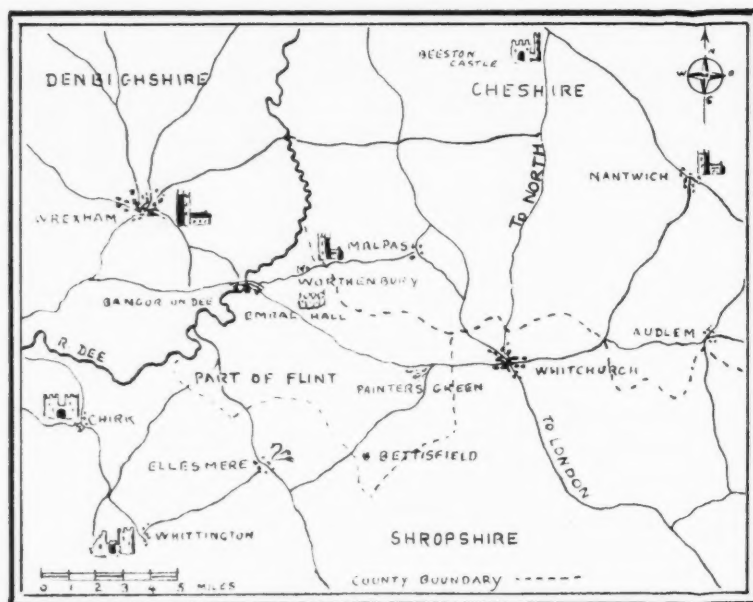 DENBIGHSHIRE
BEESTON
CASTLE
CHESHIRE
N
W O
S
NANTWICH
TO NORTH
WREXHAM
MALPAS
WORTHENBURY
BANGOR ON DEE
EMRAL HALL
R. DEE
AUDLEM
WHITCHURCH
PART OF FLINT
PAINTERS GREEN
CHIRK
TO LONDON
ELLESMERE
BETTISFIELD
WHITTINGTON
SHROPSHIRE
0 1 2 3 4 5
MILES
COUNTY BOUNDARY